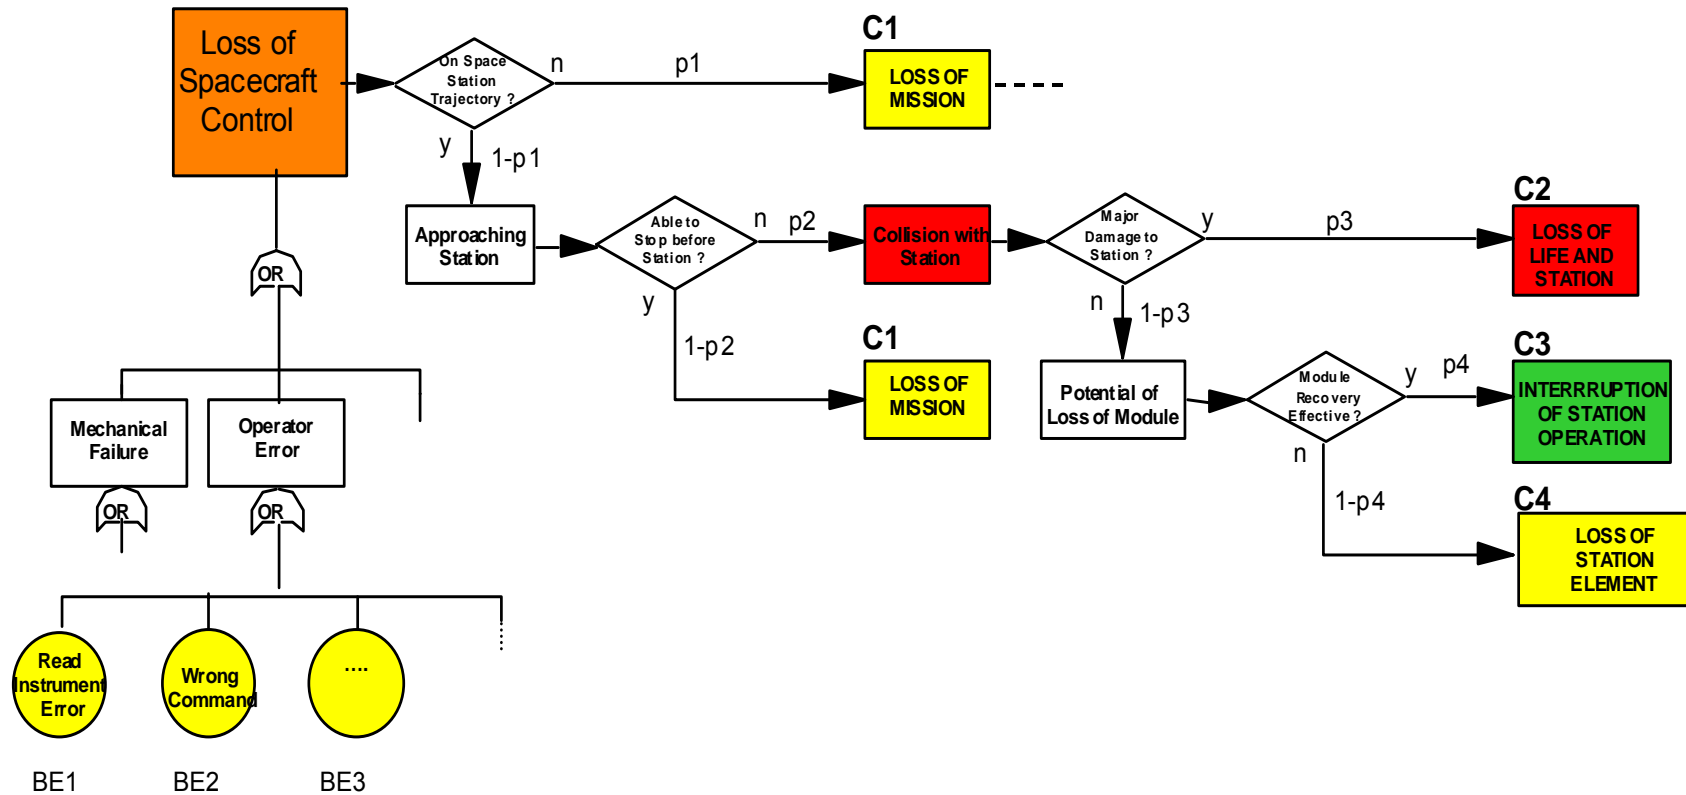 Loss of
Spacecraft
Control
On Space
Station
Trajectory ?
n
p1
C1
LOSS OF
MISSION
y
1-p1
Approaching
Station
Able to
Stop before
Station ?
n
p2
Collision with
Station
Major
Damage to
Station ?
y
p3
C2
LOSS OF
LIFE AND
STATION
y
1-p2
C1
LOSS OF
MISSION
n
1-p3
Potential of
Loss of Module
Module
Recovery
Effective ?
y
p4
C3
INTERRRUPTION
OF STATION
OPERATION
n
1-p4
C4
LOSS OF
STATION
ELEMENT
OR
Mechanical
Failure
Operator
Error
OR
OR
Read
Instrument
Error
Wrong
Command
....
BE1
BE2
BE3